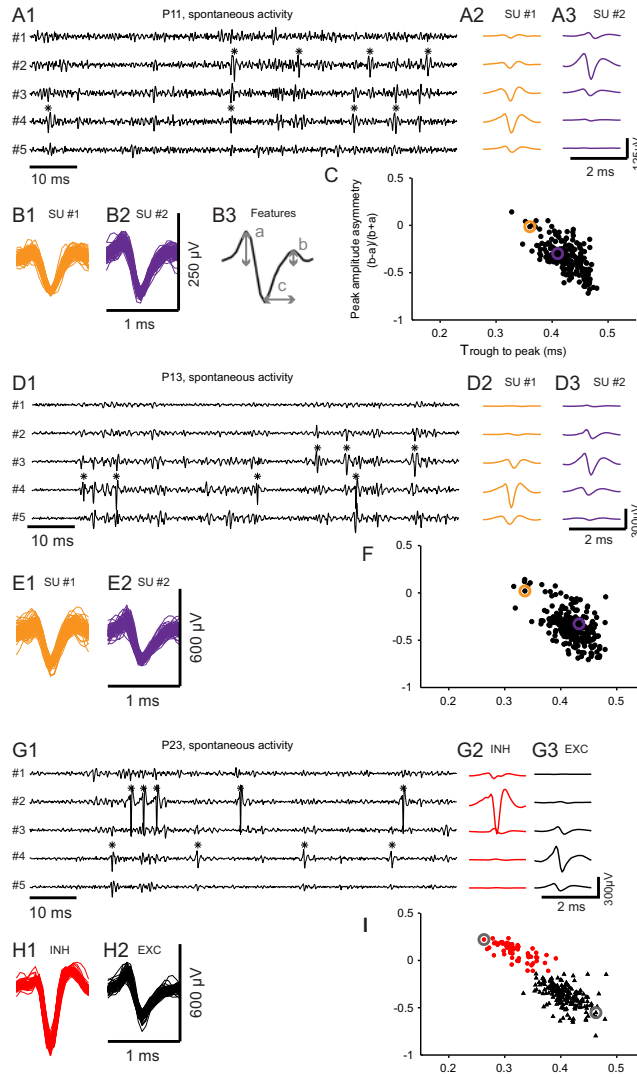 A1 P11, spontaneous activity A2 SU #1 A3 SU #2
#1
#2
* * * *
#3
#4
* * * *
#5
10 ms
2 ms
125µV
B1 SU #1 B2 SU #2 B3 Features
a
b
c
250 µV
1 ms
C
Peak amplitude asymmetry
(b-a)/(b+a)
0.5
0
-0.5
-1
0.2 0.3 0.4 0.5
Trough to peak (ms)
D1 P13, spontaneous activity D2 SU #1 D3 SU #2
#1
#2
* * *
#3
* * * *
#4
#5
10 ms
2 ms
300µV
E1 SU #1 E2 SU #2
600 µV
1 ms
F
0.5
0
-0.5
-1
0.2 0.3 0.4 0.5
G1 P23, spontaneous activity G2 INH G3 EXC
#1
* * * * *
#2
#3
* * * *
#4
#5
10 ms
2 ms
300µV
H1 INH H2 EXC
600 µV
1 ms
I
0.5
0
-0.5
-1
0.2 0.3 0.4 0.5